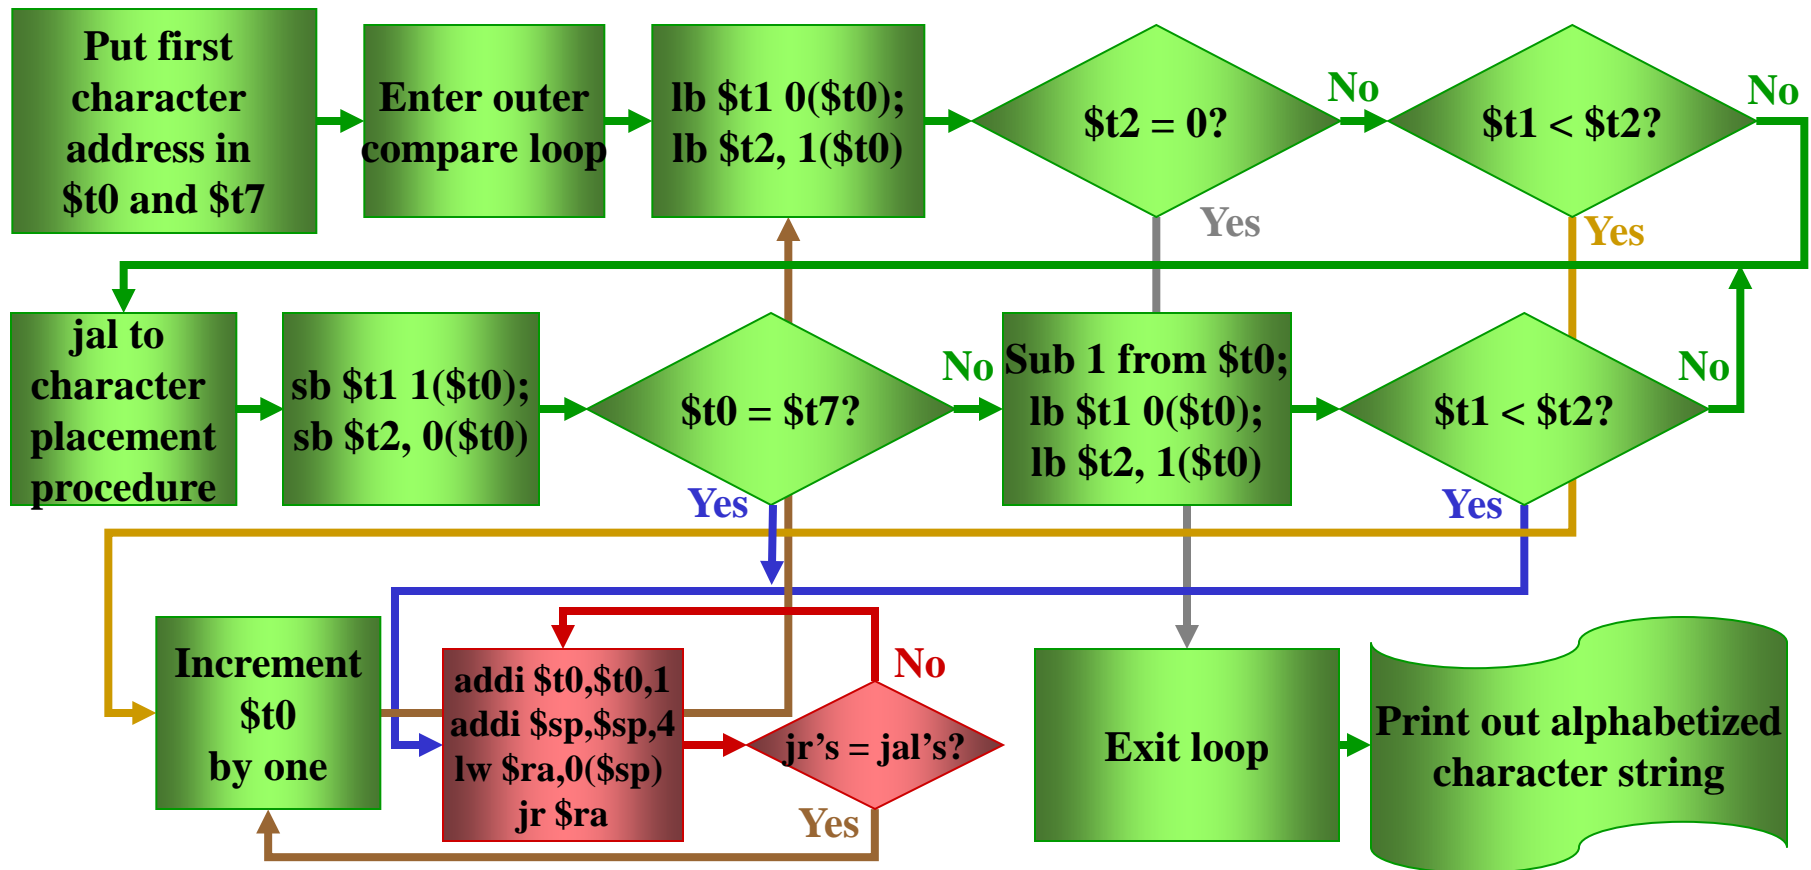 Put first
character
address in
$t0 and $t7
Enter outer
compare loop
lb $t1 0($t0);
lb $t2, 1($t0)
$t2 = 0?
No
Yes
$t1 < $t2?
No
Yes
jal to
character
placement
procedure
sb $t1 1($t0);
sb $t2, 0($t0)
$t0 = $t7?
No
Yes
Sub 1 from $t0;
lb $t1 0($t0);
lb $t2, 1($t0)
$t1 < $t2?
No
Yes
Increment
$t0
by one
addi $t0,$t0,1
addi $sp,$sp,4
lw $ra,0($sp)
jr $ra
No
jr’s = jal’s?
Yes
Exit loop
Print out alphabetized
character string